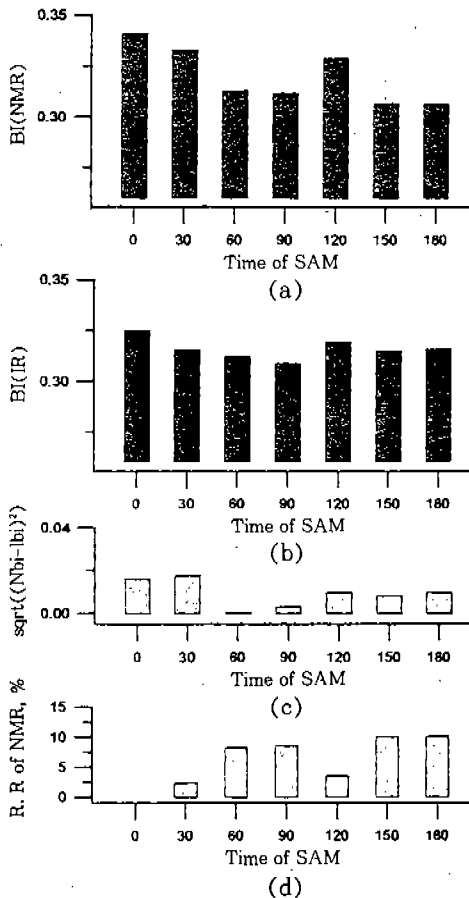 0.35
0.30
BI(NMR)
0 30 60 90 120 150 180
Time of SAM
(a)
0.35
0.30
BI(IR)
0 30 60 90 120 150 180
Time of SAM
(b)
0.04
0.00
sqrt((Nbi-Ibi)²)
0 30 60 90 120 150 180
Time of SAM
(c)
15
10
5
0
R. R of NMR, %
0 30 60 90 120 150 180
Time of SAM
(d)